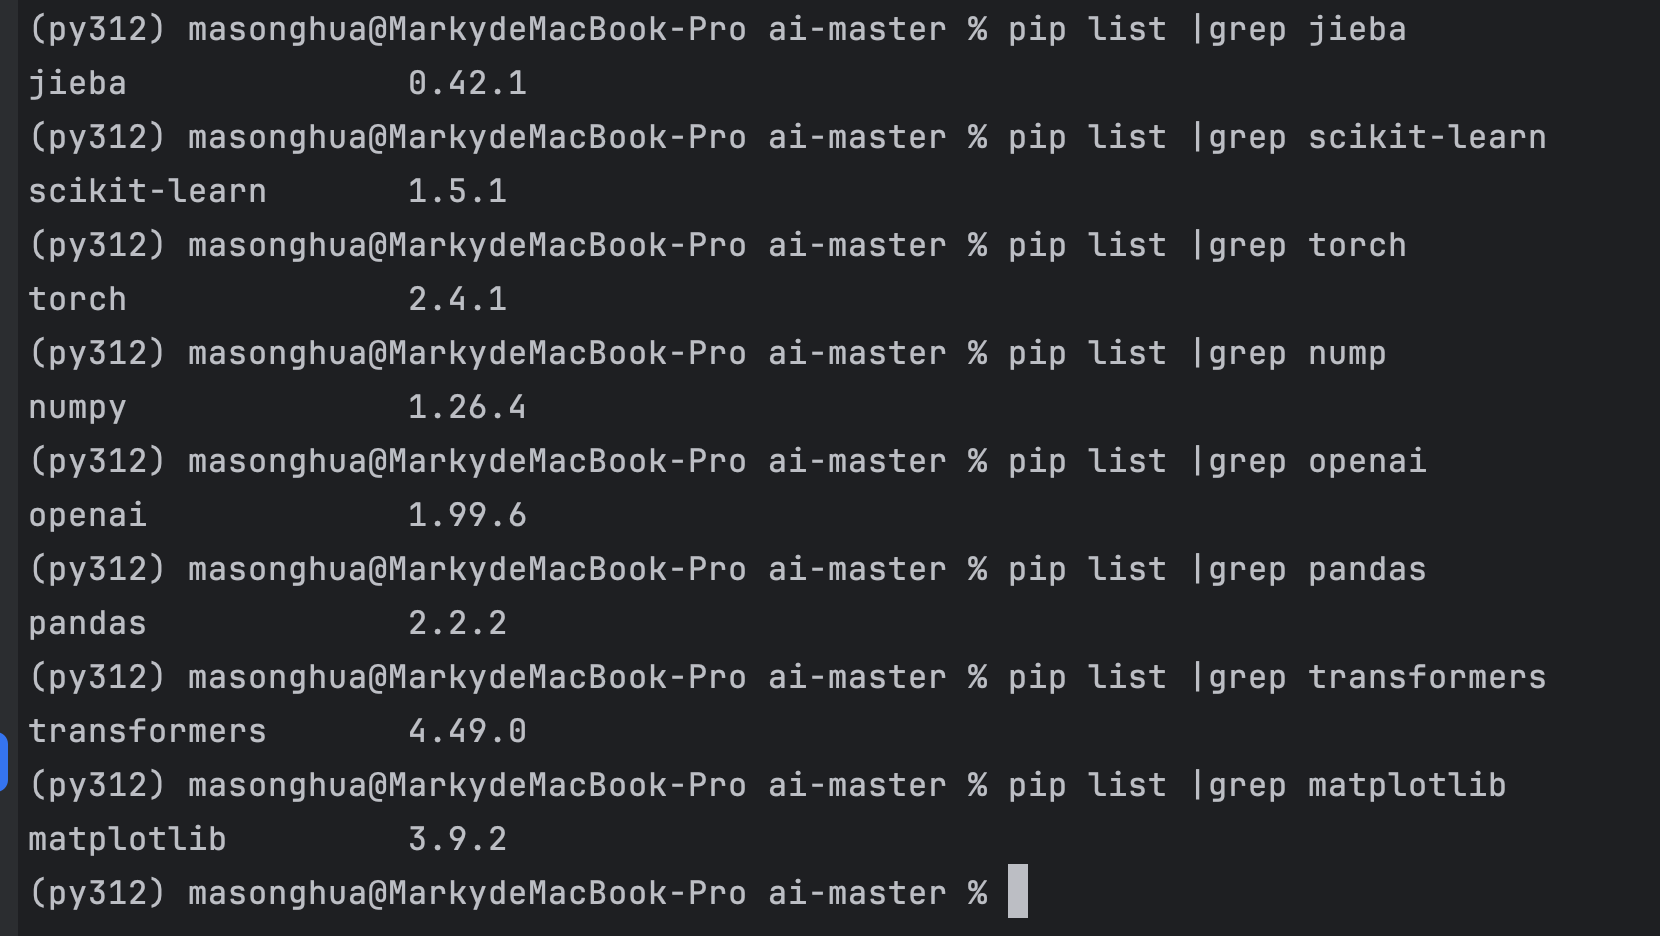 (py312) masonghua@MarkydeMacBook-Pro ai-master % pip list |grep jieba
jieba              0.42.1
(py312) masonghua@MarkydeMacBook-Pro ai-master % pip list |grep scikit-learn
scikit-learn       1.5.1
(py312) masonghua@MarkydeMacBook-Pro ai-master % pip list |grep torch
torch              2.4.1
(py312) masonghua@MarkydeMacBook-Pro ai-master % pip list |grep nump
numpy              1.26.4
(py312) masonghua@MarkydeMacBook-Pro ai-master % pip list |grep openai
openai             1.99.6
(py312) masonghua@MarkydeMacBook-Pro ai-master % pip list |grep pandas
pandas             2.2.2
(py312) masonghua@MarkydeMacBook-Pro ai-master % pip list |grep transformers
transformers       4.49.0
(py312) masonghua@MarkydeMacBook-Pro ai-master % pip list |grep matplotlib
matplotlib         3.9.2
(py312) masonghua@MarkydeMacBook-Pro ai-master %